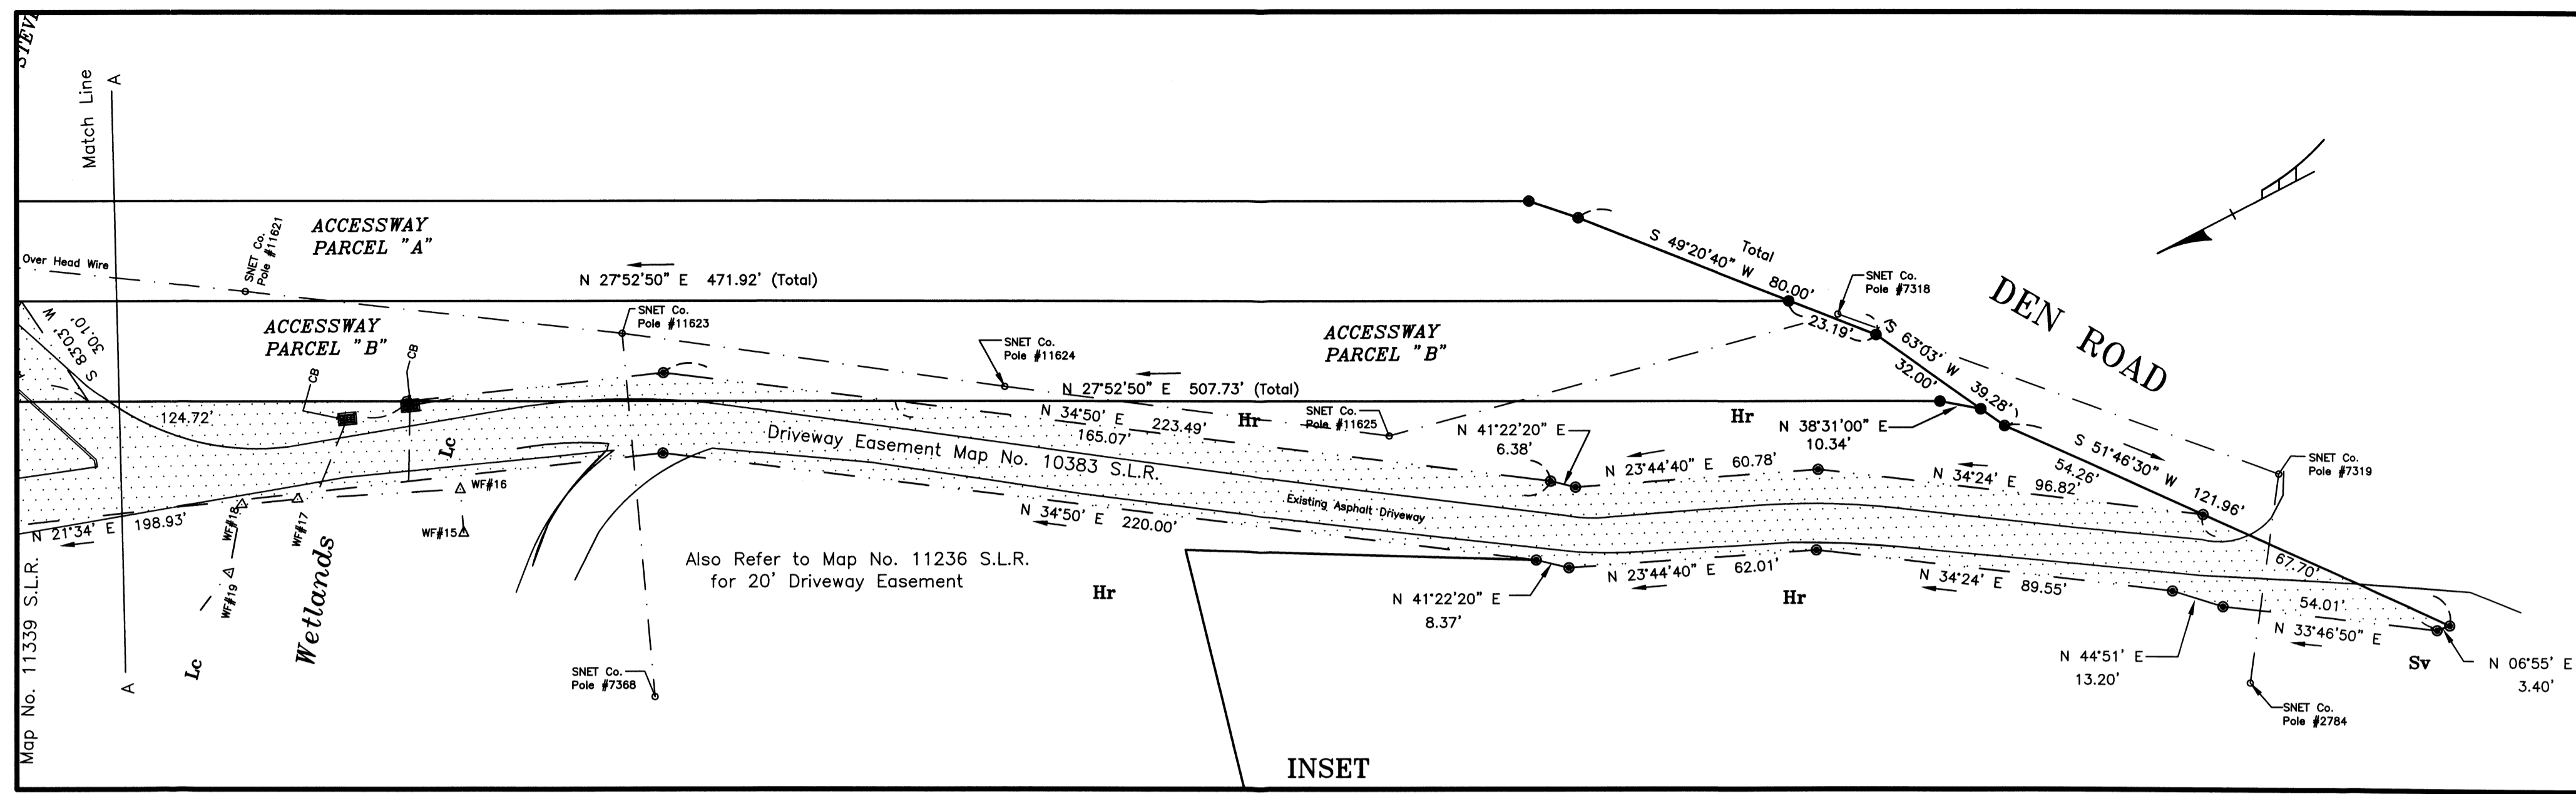 STEVE
Match Line
A
A
Over Head Wire
SNET Co.
Pole #11621
ACCESSWAY
PARCEL "A"
N 27°52'50" E 471.92' (Total)
S 49°20'40" W 80.00'
Total
SNET Co.
Pole #7318
DEN ROAD
23.19'
S 63°03' W 39.28'
32.00'
S 83°03' W
30.10'
ACCESSWAY
PARCEL "B"
CB
CB
SNET Co.
Pole #11623
SNET Co.
Pole #11624
ACCESSWAY
PARCEL "B"
N 27°52'50" E 507.73' (Total)
124.72'
N 34°50' E 223.49'
165.07'
Hr
SNET Co.
Pole #11625
Hr
N 41°22'20" E
6.38'
N 38°31'00" E
10.34'
S 51°46'30" W 121.96'
54.26'
SNET Co.
Pole #7319
N 23°44'40" E 60.78'
N 34°24' E 96.82'
Driveway Easement Map No. 10383 S.L.R.
Existing Asphalt Driveway
Lc
WF#16
WF#15
WF#18
WF#17
WF#19
N 21°34' E 198.93'
Wetlands
Lc
Map No. 11339 S.L.R.
N 34°50' E 220.00'
Also Refer to Map No. 11236 S.L.R.
for 20' Driveway Easement
Hr
N 41°22'20" E
8.37'
N 23°44'40" E 62.01'
Hr
N 34°24' E 89.55'
67.70'
54.01'
N 33°46'50" E
N 44°51' E
13.20'
Sv
N 06°55' E
3.40'
SNET Co.
Pole #7368
SNET Co.
Pole #2784
INSET